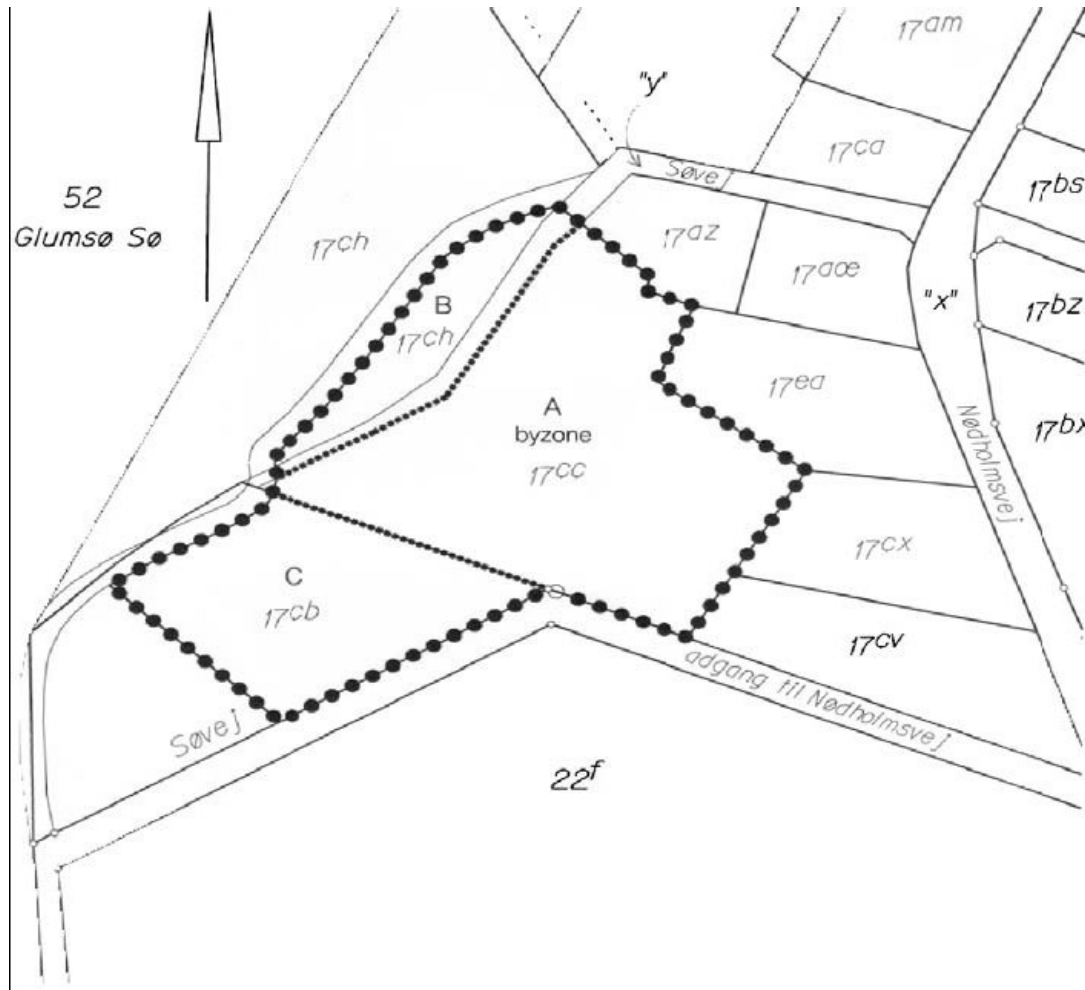 17am
"y"
17ca
Søve
17bs
52
Glumsø Sø
17ch
17az
17aœ
"x"
17bz
B
17ch
A
byzone
17cc
17ea
Nødholmsvej
17bx
17cx
C
17cb
17cv
adgang til Nødholmsvej
Søvej
22f